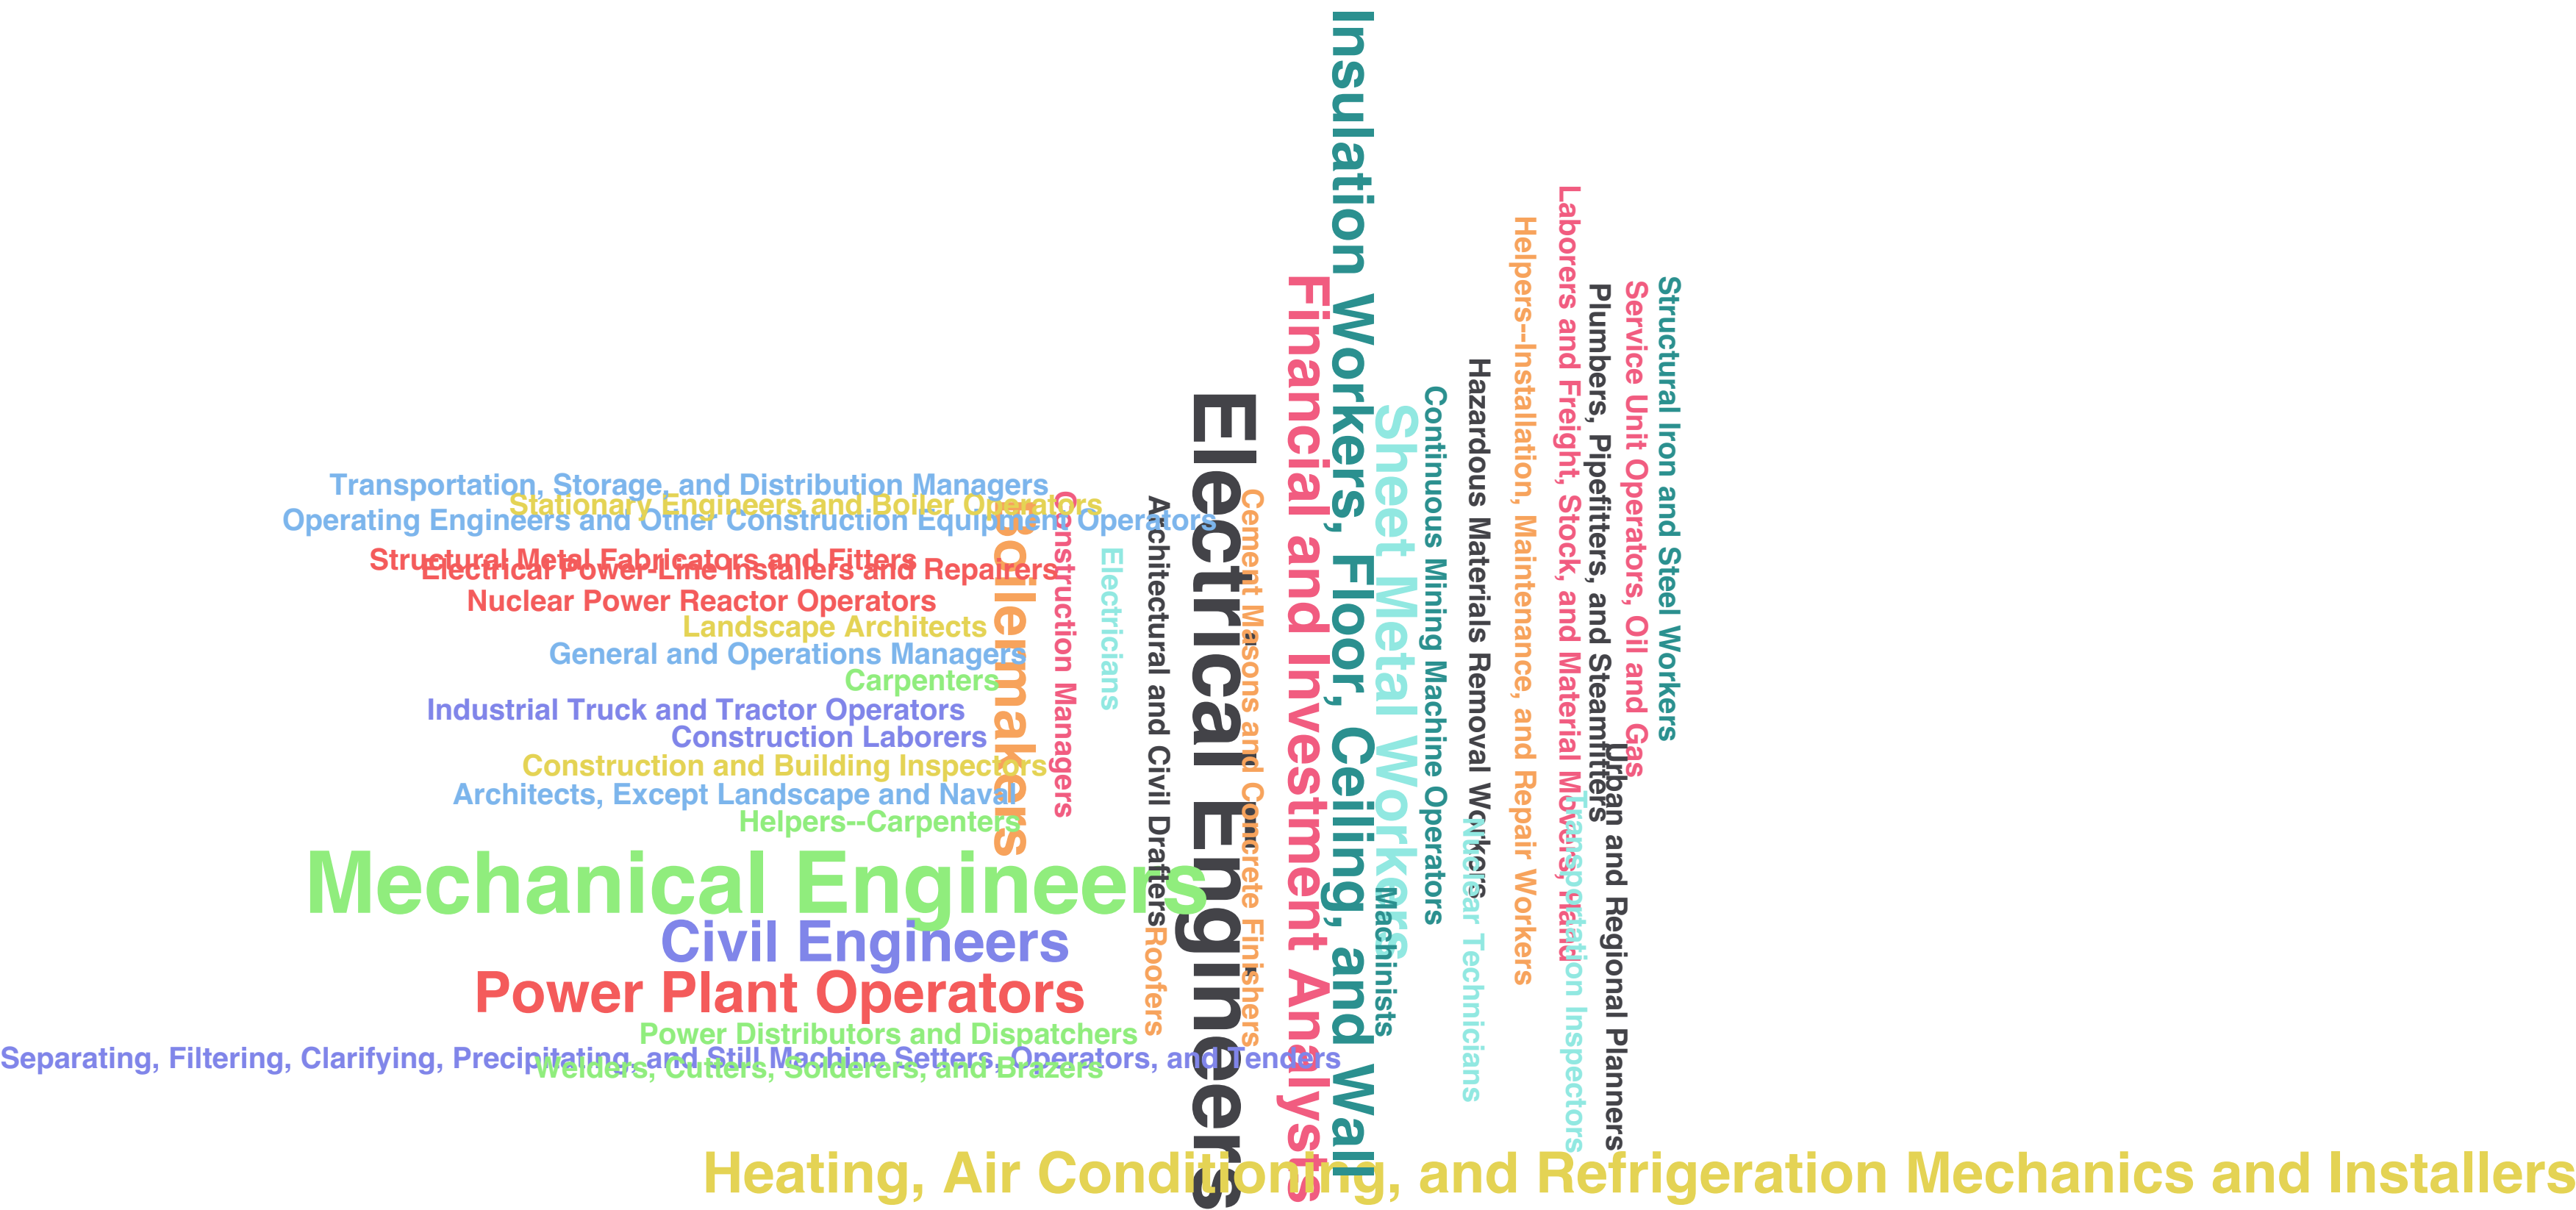 Transportation, Storage, and Distribution Managers
Stationary Engineers and Boiler Operators
Operating Engineers and Other Construction Equipment Operators
Structural Metal Fabricators and Fitters
Electrical Power-Line Installers and Repairers
Nuclear Power Reactor Operators
Landscape Architects
General and Operations Managers
Carpenters
Industrial Truck and Tractor Operators
Construction Laborers
Construction and Building Inspectors
Architects, Except Landscape and Naval
Helpers--Carpenters
Mechanical Engineers
Civil Engineers
Power Plant Operators
Power Distributors and Dispatchers
Separating, Filtering, Clarifying, Precipitating, and Still Machine Setters, Operators, and Tenders
Welders, Cutters, Solderers, and Brazers
Boilermakers
Construction Managers
Electricians
Architectural and Civil Drafters
Roofers
Electrical Engineers
Cement Masons and Concrete Finishers
Financial and Investment Analysts
Insulation Workers, Floor, Ceiling, and Wall
Sheet Metal Workers
Machinists
Continuous Mining Machine Operators
Hazardous Materials Removal Workers
Nuclear Technicians
Helpers--Installation, Maintenance, and Repair Workers
Laborers and Freight, Stock, and Material Movers, Hand
Transportation Inspectors
Plumbers, Pipefitters, and Steamfitters
Urban and Regional Planners
Service Unit Operators, Oil and Gas
Structural Iron and Steel Workers
Heating, Air Conditioning, and Refrigeration Mechanics and Installers